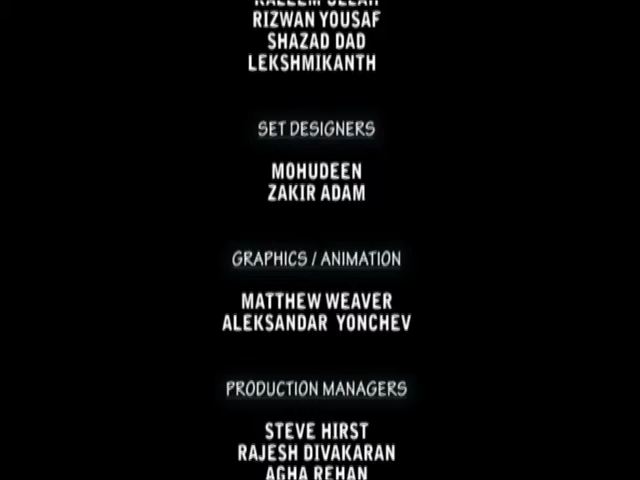 RIZWAN YOUSAF
SHAZAD DAD
LEKSHMIKANTH
SET DESIGNERS
MOHUDEEN
ZAKIR ADAM
GRAPHICS / ANIMATION
MATTHEW WEAVER
ALEKSANDAR YONCHEV
PRODUCTION MANAGERS
STEVE HIRST
RAJESH DIVAKARAN
AGHA REHAN